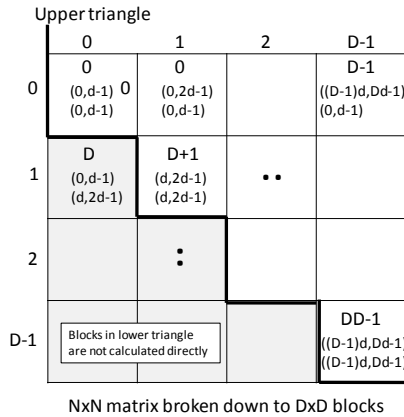 Upper triangle
0 1 2 D-1
0 0 D-1
0 (0,d-1) 0 (0,2d-1) ((D-1)d,Dd-1)
(0,d-1) (0,d-1) (0,d-1)
D D+1
1 (0,d-1) (d,2d-1) ..
(d,2d-1) (d,2d-1)
2 :
D-1 DD-1
Blocks in lower triangle ((D-1)d,Dd-1)
are not calculated directly ((D-1)d,Dd-1)
NxN matrix broken down to DxD blocks